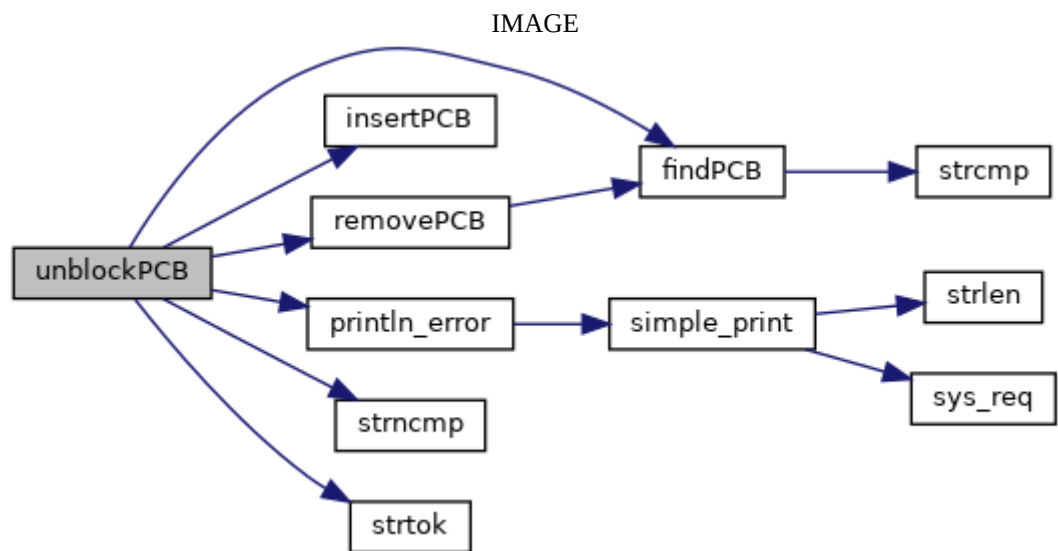 IMAGE
insertPCB
findPCB
strcmp
removePCB
unblockPCB
strlen
println_error
simple_print
sys_req
strncmp
strtok